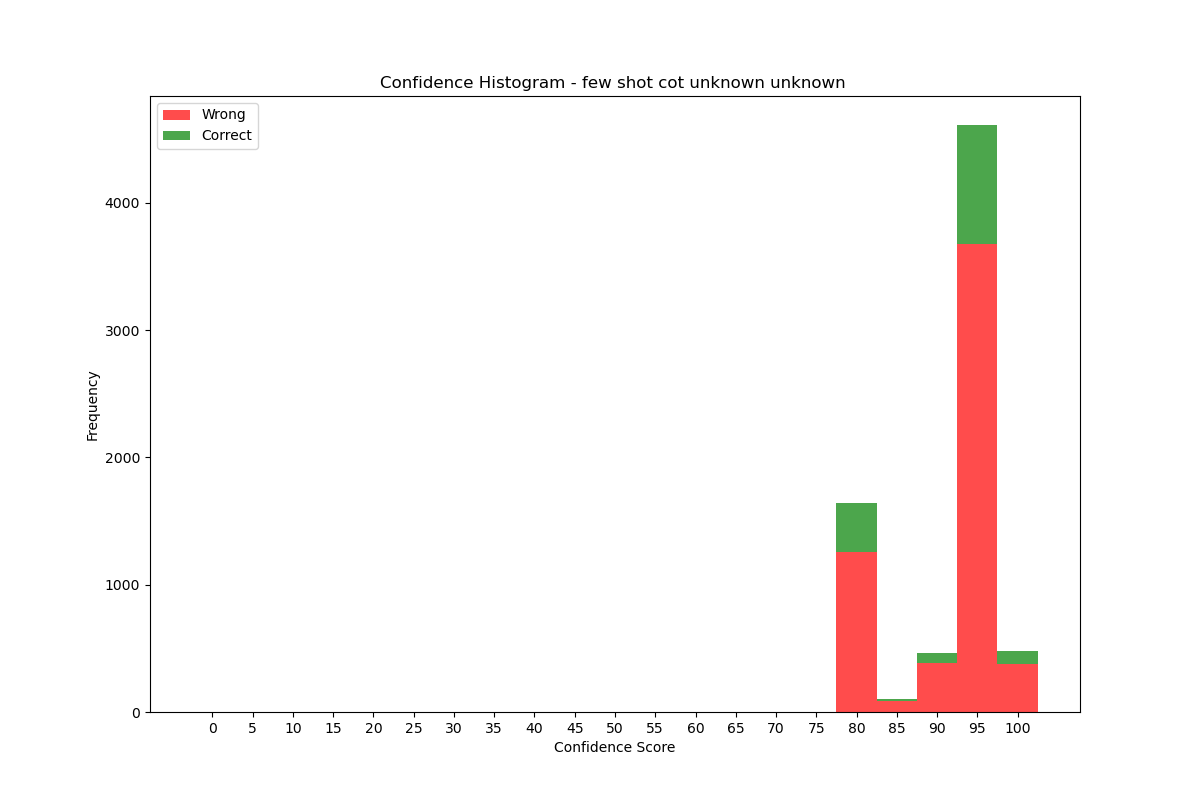 Confidence Histogram - few shot cot unknown unknown
Wrong
Correct
Frequency
4000
3000
2000
1000
0
0 5 10 15 20 25 30 35 40 45 50 55 60 65 70 75 80 85 90 95 100
Confidence Score